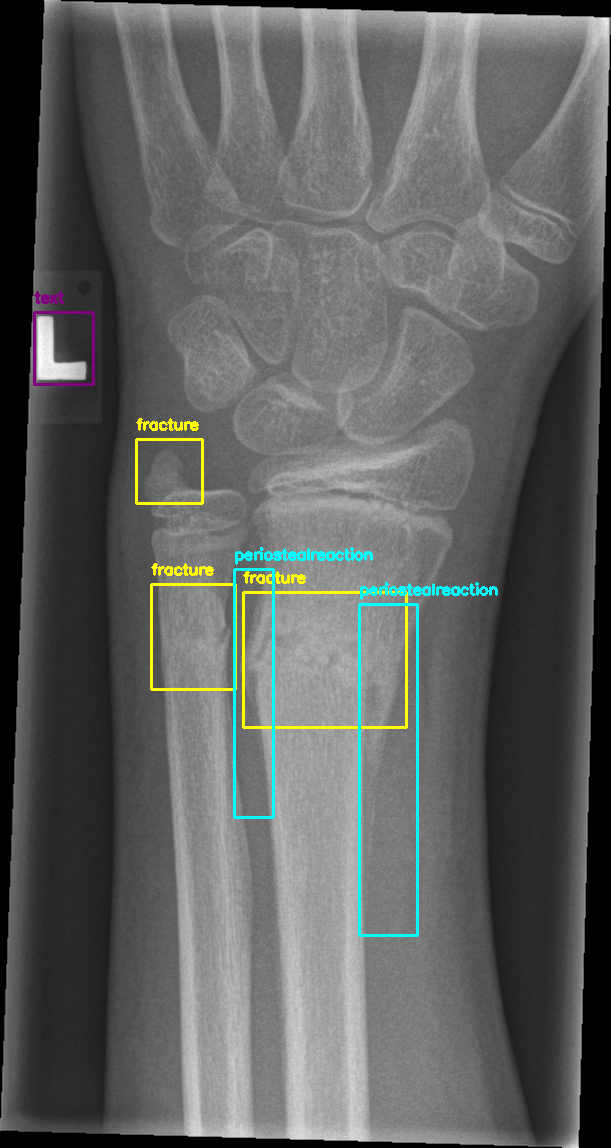 text
L
fracture
periostealreaction
fracture
fracture
periostealreaction